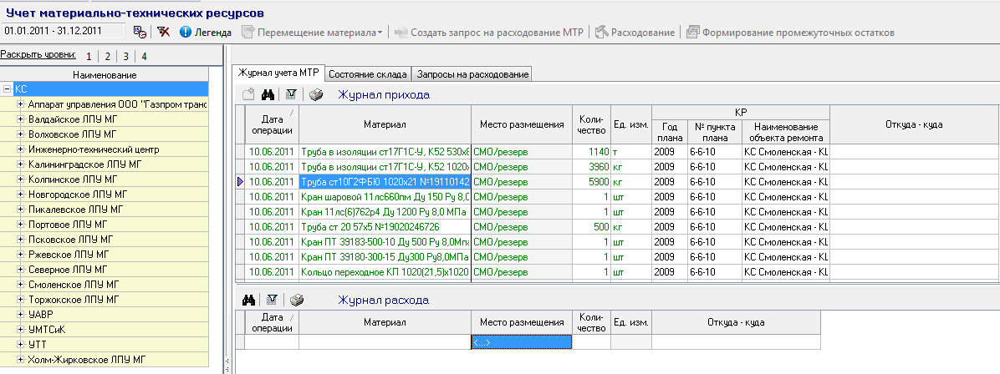 Учет материально-технических ресурсов
01.01.2011 - 31.12.2011 Легенда Перемещение материала Создать запрос на расходование МТР Расходование Формирование промежуточных остатков
Раскрыть уровни: 1 2 3 4
Наименование
КС
Аппарат управления ООО "Газпром транс
Валдайское ЛПУ МГ
Волховское ЛПУ МГ
Инженерно-технический центр
Калининградское ЛПУ МГ
Колпинское ЛПУ МГ
Новгородское ЛПУ МГ
Пикалевское ЛПУ МГ
Портовое ЛПУ МГ
Псковское ЛПУ МГ
Ржевское ЛПУ МГ
Северное ЛПУ МГ
Смоленское ЛПУ МГ
Торжокское ЛПУ МГ
УАВР
УМТСиК
УТТ
Холм-Жирковское ЛПУ МГ
Журнал учета МТР Состояние склада Запросы на расходование
Журнал прихода
Дата операции Материал Место размещения Коли-чество Ед. изм. КР Откуда - куда
Год плана № пункта плана Наименование объекта ремонта
10.06.2011 Труба в изоляции ст17Г1С-У, К52 530х8 СМО/резерв 1140 т 2009 6-6-10 КС Смоленская - КЦ
10.06.2011 Труба в изоляции ст17Г1С-У, К52 1020х СМО/резерв 3960 кг 2009 6-6-10 КС Смоленская - КЦ
10.06.2011 Труба ст10Г2ФБЮ 1020х21 №19110142 СМО/резерв 5900 кг 2009 6-6-10 КС Смоленская - КЦ
10.06.2011 Кран шаровой 11лс660пм Ду 150 Ру 8,0 СМО/резерв 1 шт 2009 6-6-10 КС Смоленская - КЦ
10.06.2011 Кран 11лс(6)762р4 Ду 1200 Ру 8,0 МПа СМО/резерв 1 шт 2009 6-6-10 КС Смоленская - КЦ
10.06.2011 Труба ст 20 57х5 №19020246726 СМО/резерв 500 кг 2009 6-6-10 КС Смоленская - КЦ
10.06.2011 Кран ПТ 39183-500-10 Ду 500 Ру 8,0МПа СМО/резерв 1 шт 2009 6-6-10 КС Смоленская - КЦ
10.06.2011 Кран ПТ 39180-300-15 Ду300 Ру8,0МПа СМО/резерв 1 шт 2009 6-6-10 КС Смоленская - КЦ
10.06.2011 Кольцо переходное КП 1020(21,5)х1020 СМО/резерв 1 шт 2009 6-6-10 КС Смоленская - КЦ
Журнал расхода
Дата операции Материал Место размещения Коли-чество Ед. изм. Откуда - куда
<...>